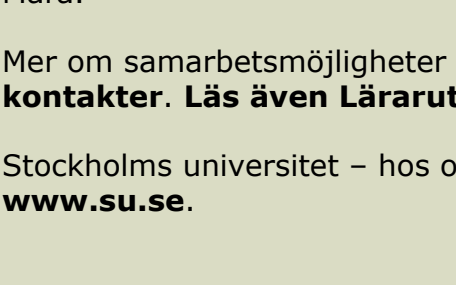 Mer om samarbetsmöjligheter
kontakter. Läs även Lärarut
Stockholms universitet – hos o
www.su.se.